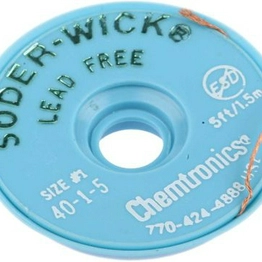 SODER-WICK®
LEAD FREE
ESD
5ft/1.5m
SIZE #1
40-1-5
Chemtronics®
770-424-4888